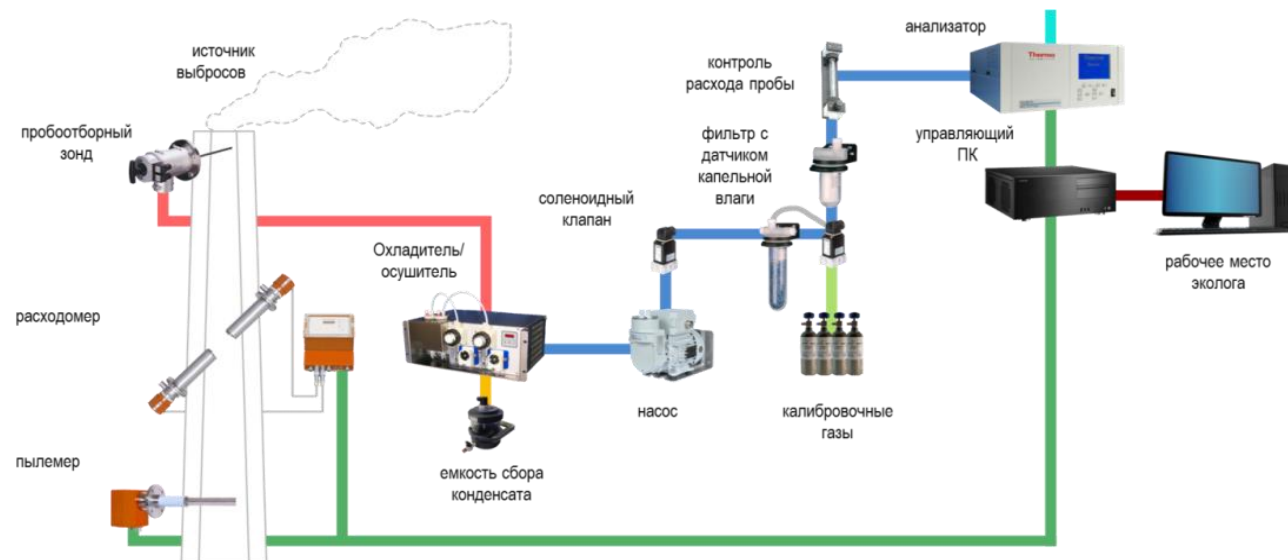 источник
выбросов
пробоотборный
зонд
расходомер
пылемер
Охладитель/
осушитель
емкость сбора
конденсата
соленоидный
клапан
насос
фильтр с
датчиком
капельной
влаги
контроль
расхода пробы
калибровочные
газы
анализатор
Thermo
управляющий
ПК
рабочее место
эколога